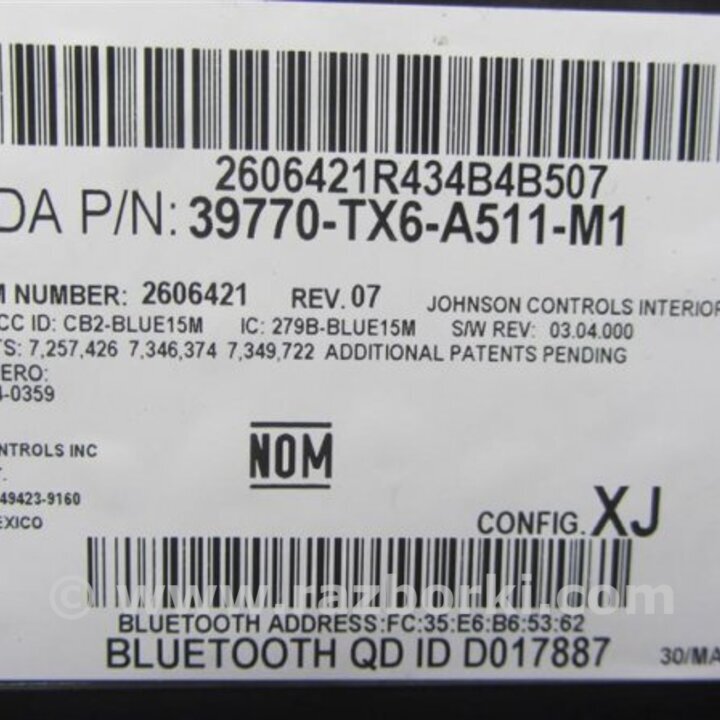 2606421R434B4B507
DA P/N: 39770-TX6-A511-M1
M NUMBER: 2606421 REV. 07 JOHNSON CONTROLS INTERIOR
CC ID: CB2-BLUE15M IC: 279B-BLUE15M S/W REV: 03.04.000
TS: 7,257,426 7,346,374 7,349,722 ADDITIONAL PATENTS PENDING
ERO:
4-0359
NOM
NTROLS INC
49423-9160
EXICO
CONFIG. XJ
© www.razborki.com
BLUETOOTH ADDRESS:FC:35:E6:B6:53:62
BLUETOOTH QD ID D017887 30/MA